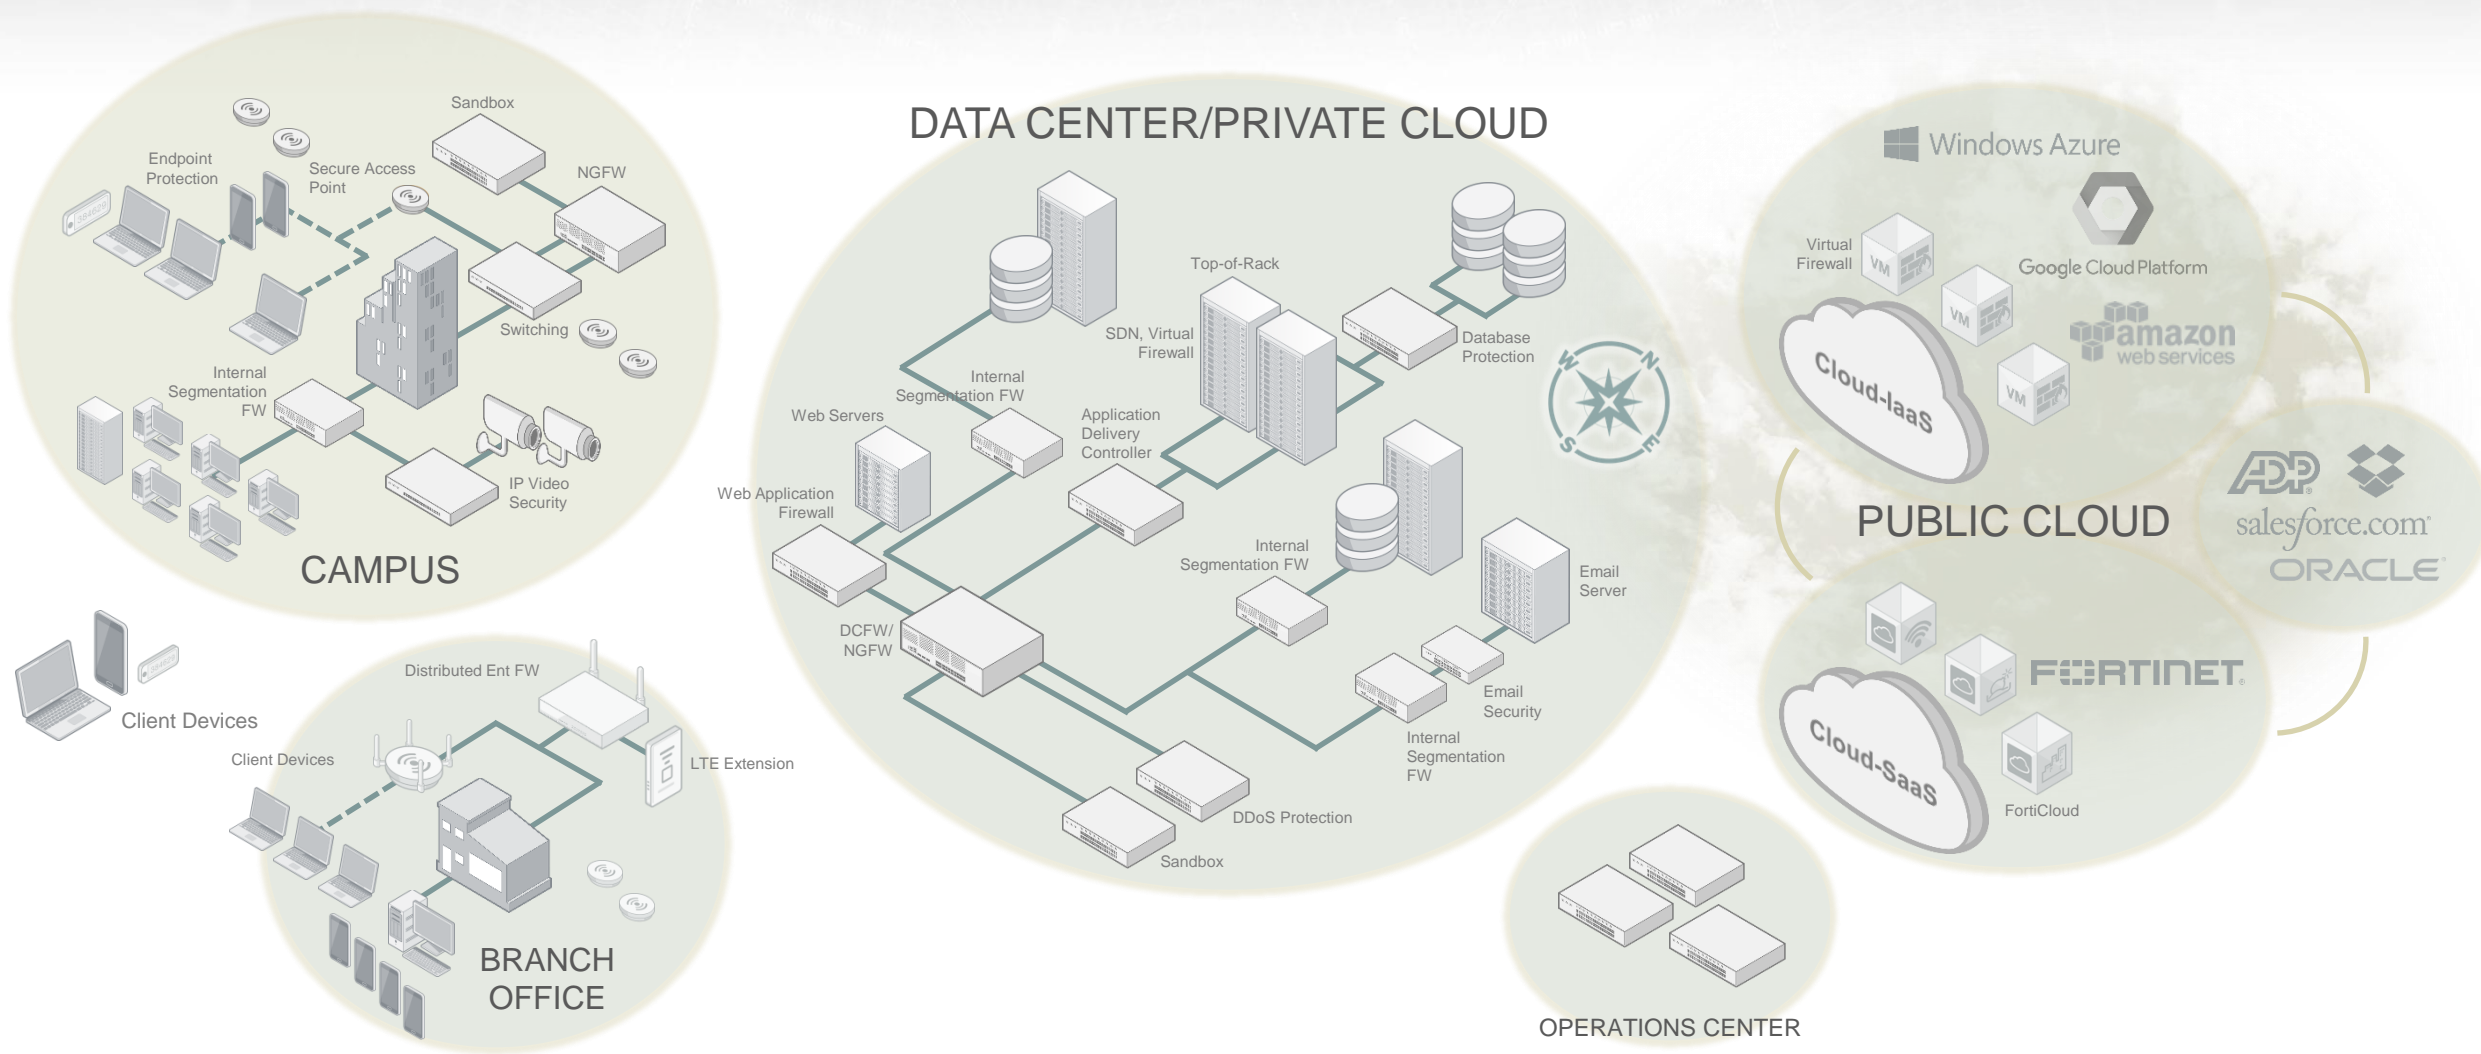 Sandbox
Endpoint
Protection
Secure Access
Point
NGFW
Switching
Internal
Segmentation
FW
IP Video
Security
384629
CAMPUS
384629
Client Devices
Distributed Ent FW
Client Devices
LTE Extension
BRANCH
OFFICE
DATA CENTER/PRIVATE CLOUD
Top-of-Rack
SDN, Virtual
Firewall
Database
Protection
Internal
Segmentation FW
Web Servers
Application
Delivery
Controller
Web Application
Firewall
Internal
Segmentation FW
Email
Server
DCFW/
NGFW
Email
Security
Internal
Segmentation
FW
DDoS Protection
Sandbox
W
N
S
E
OPERATIONS CENTER
Windows Azure
Virtual
Firewall
VM
Google Cloud Platform
VM
amazon
web services
VM
Cloud-IaaS
PUBLIC CLOUD
ADP
salesforce.com
ORACLE
FORTINET
Cloud-SaaS
FortiCloud